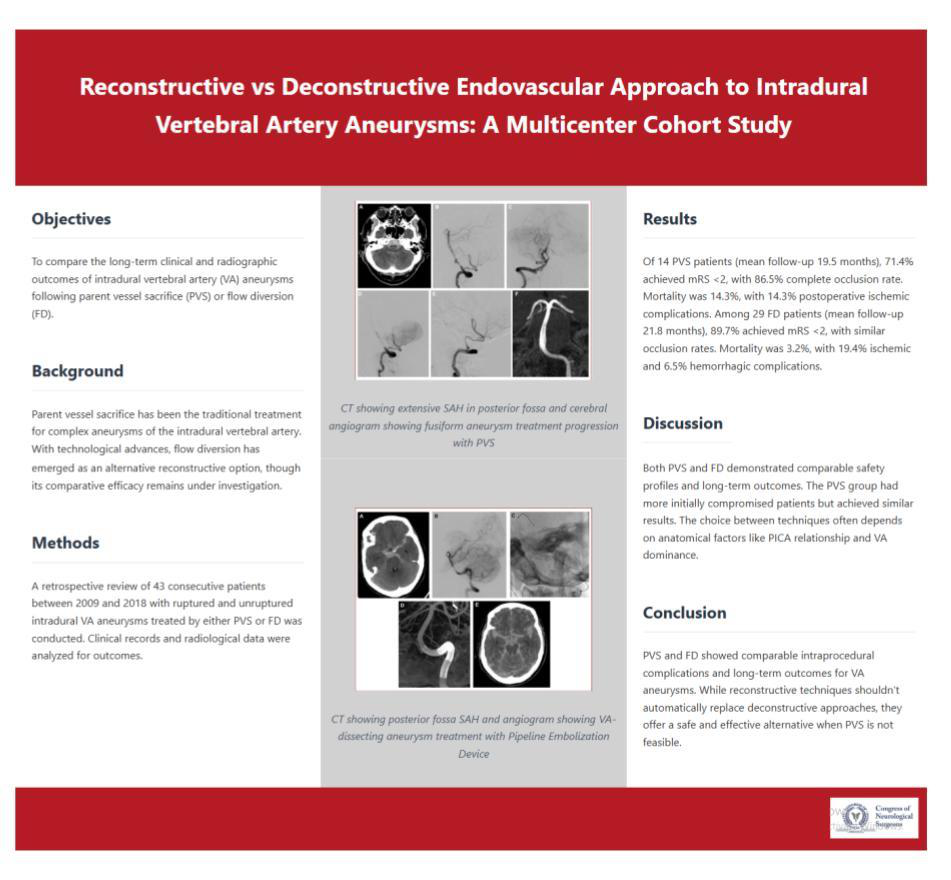 Reconstructive vs Deconstructive Endovascular Approach to Intradural
Vertebral Artery Aneurysms: A Multicenter Cohort Study
Objectives
To compare the long-term clinical and radiographic
outcomes of intradural vertebral artery (VA) aneurysms
following parent vessel sacrifice (PVS) or flow diversion
(FD).
Background
Parent vessel sacrifice has been the traditional treatment
for complex aneurysms of the intradural vertebral artery.
With technological advances, flow diversion has
emerged as an alternative reconstructive option, though
its comparative efficacy remains under investigation.
Methods
A retrospective review of 43 consecutive patients
between 2009 and 2018 with ruptured and unruptured
intradural VA aneurysms treated by either PVS or FD was
conducted. Clinical records and radiological data were
analyzed for outcomes.
A
B
C
D
E
F
CT showing extensive SAH in posterior fossa and cerebral
angiogram showing fusiform aneurysm treatment progression
with PVS
A
B
C
D
E
CT showing posterior fossa SAH and angiogram showing VA-
dissecting aneurysm treatment with Pipeline Embolization
Device
Results
Of 14 PVS patients (mean follow-up 19.5 months), 71.4%
achieved mRS <2, with 86.5% complete occlusion rate.
Mortality was 14.3%, with 14.3% postoperative ischemic
complications. Among 29 FD patients (mean follow-up
21.8 months), 89.7% achieved mRS <2, with similar
occlusion rates. Mortality was 3.2%, with 19.4% ischemic
and 6.5% hemorrhagic complications.
Discussion
Both PVS and FD demonstrated comparable safety
profiles and long-term outcomes. The PVS group had
more initially compromised patients but achieved similar
results. The choice between techniques often depends
on anatomical factors like PICA relationship and VA
dominance.
Conclusion
PVS and FD showed comparable intraprocedural
complications and long-term outcomes for VA
aneurysms. While reconstructive techniques shouldn't
automatically replace deconstructive approaches, they
offer a safe and effective alternative when PVS is not
feasible.
Congress of
Neurological
Surgeons